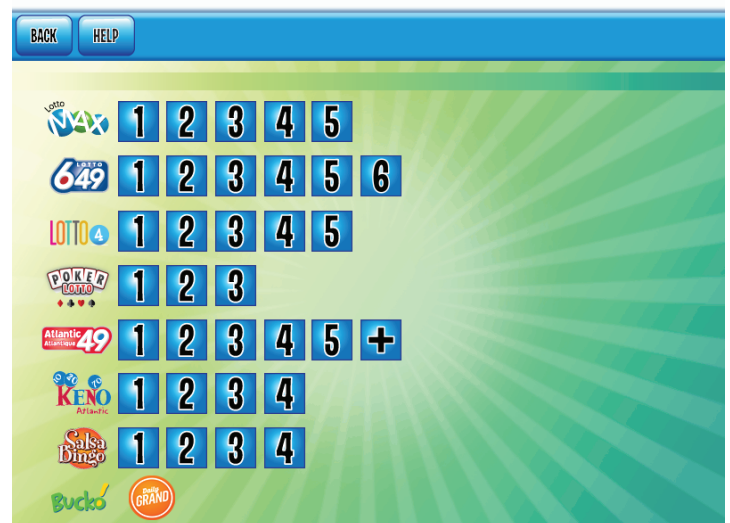 BACK HELP
Lotto MAX 1 2 3 4 5
LOTTO 649 1 2 3 4 5 6
LOTTO 4 1 2 3 4 5
POKER LOTTO 1 2 3
Atlantic Atlantique 49 1 2 3 4 5 +
KENO Atlantic 1 2 3 4
Salsa Bingo 1 2 3 4
Bucko Daily GRAND